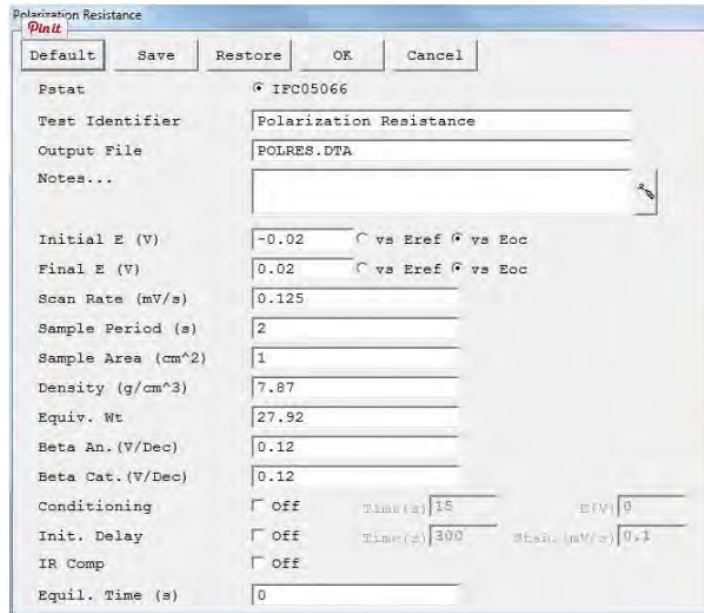 Polarization Resistance
Pinit
Default Save Restore OK Cancel
Pstat IFC05066
Test Identifier Polarization Resistance
Output File POLRES.DTA
Notes...
Initial E (V) -0.02 vs Eref vs Eoc
Final E (V) 0.02 vs Eref vs Eoc
Scan Rate (mV/s) 0.125
Sample Period (s) 2
Sample Area (cm^2) 1
Density (g/cm^3) 7.87
Equiv. Wt 27.92
Beta An.(V/Dec) 0.12
Beta Cat.(V/Dec) 0.12
Conditioning Off Time(s) 15 E(V) 0
Init. Delay Off Time(s) 300 Stab.(mV/s) 0.1
IR Comp Off
Equil. Time (s) 0